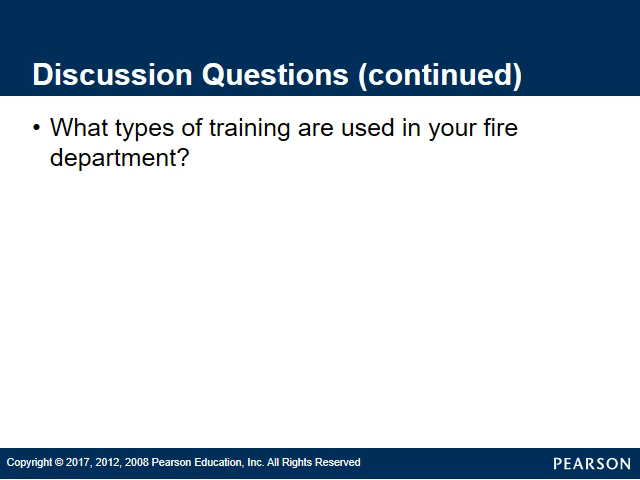 Discussion Questions (continued)
• What types of training are used in your fire
department?
Copyright © 2017, 2012, 2008 Pearson Education, Inc. All Rights Reserved
PEARSON